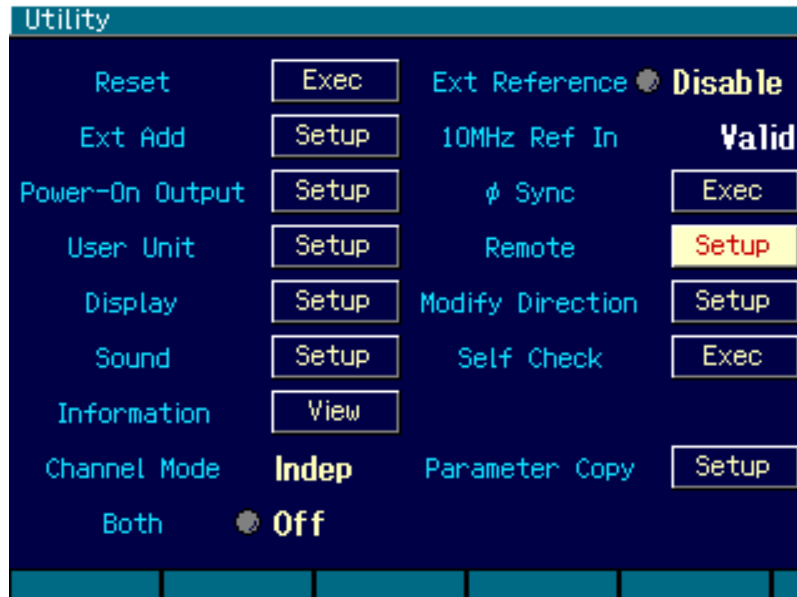 Utility
Reset Exec Ext Reference Disable
Ext Add Setup 10MHz Ref In Valid
Power-On Output Setup ϕ Sync Exec
User Unit Setup Remote Setup
Display Setup Modify Direction Setup
Sound Setup Self Check Exec
Information View
Channel Mode Indep Parameter Copy Setup
Both Off